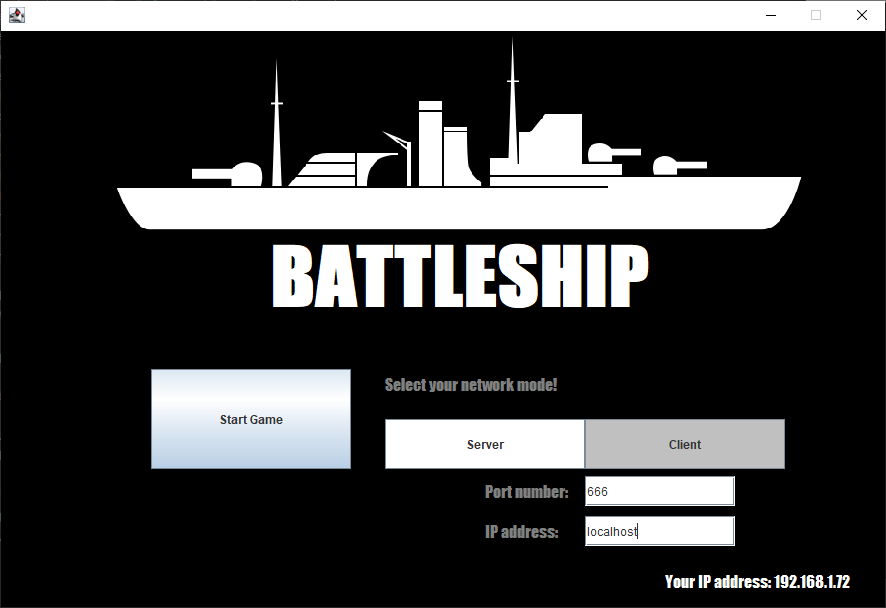 BATTLESHIP
Start Game
Select your network mode!
Server
Client
Port number:
666
IP address:
localhost
Your IP address: 192.168.1.72